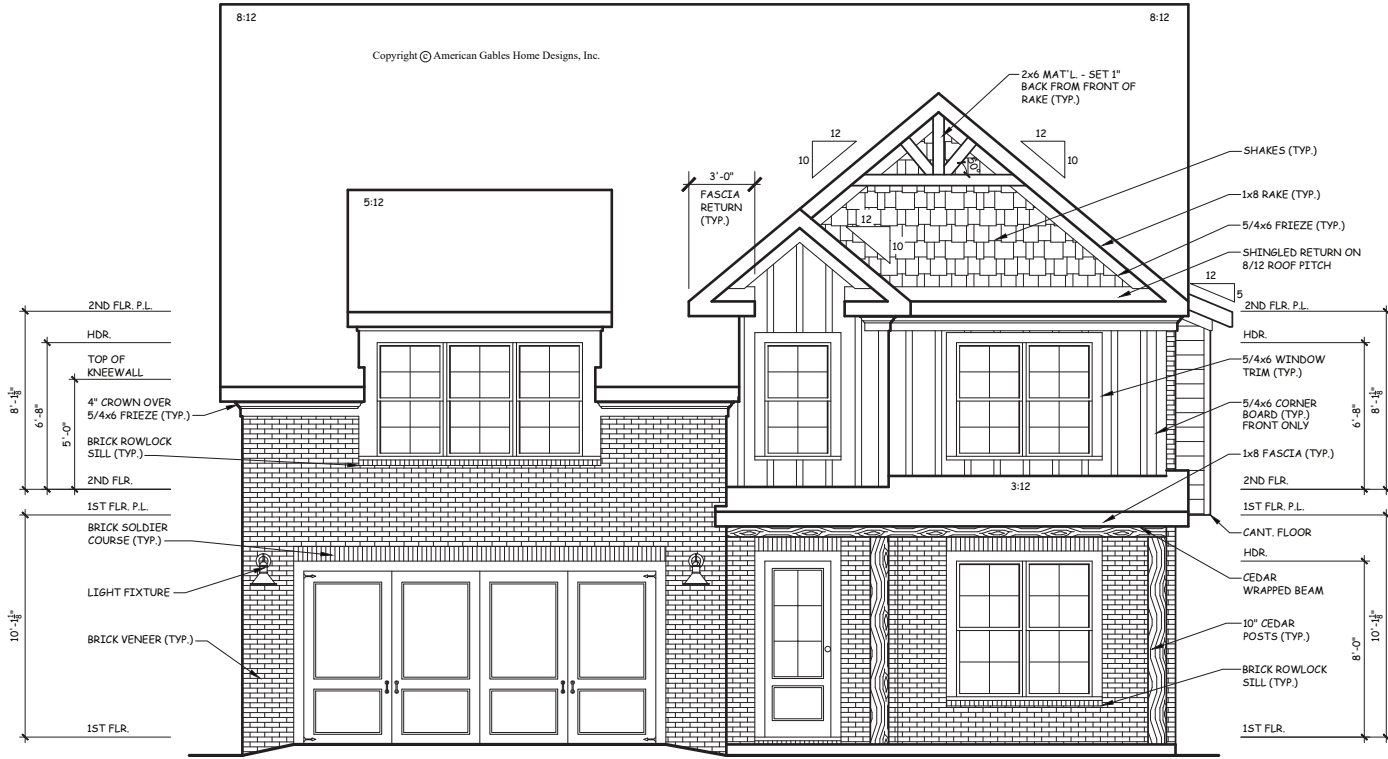 8:12
8:12
Copyright © American Gables Home Designs, Inc.
2x6 MAT'L. - SET 1"
BACK FROM FRONT OF
RAKE (TYP.)
12
10
12
10
50°
3'-0"
FASCIA
RETURN
(TYP.)
12
10
5:12
SHAKES (TYP.)
1x8 RAKE (TYP.)
5/4x6 FRIEZE (TYP.)
SHINGLED RETURN ON
8/12 ROOF PITCH
12
5
2ND FLR. P.L.
HDR.
TOP OF
KNEEWALL
4" CROWN OVER
5/4x6 FRIEZE (TYP.)
BRICK ROWLOCK
SILL (TYP.)
2ND FLR.
8'-1 1/8"
6'-8"
5'-0"
1ST FLR. P.L.
BRICK SOLDIER
COURSE (TYP.)
LIGHT FIXTURE
BRICK VENEER (TYP.)
1ST FLR.
10'-1 1/8"
2ND FLR. P.L.
HDR.
5/4x6 WINDOW
TRIM (TYP.)
5/4x6 CORNER
BOARD (TYP.)
FRONT ONLY
1x8 FASCIA (TYP.)
2ND FLR.
6'-8"
8'-1 1/8"
3:12
1ST FLR. P.L.
CANT. FLOOR
HDR.
CEDAR
WRAPPED BEAM
10" CEDAR
POSTS (TYP.)
BRICK ROWLOCK
SILL (TYP.)
1ST FLR.
8'-0"
10'-1 1/8"